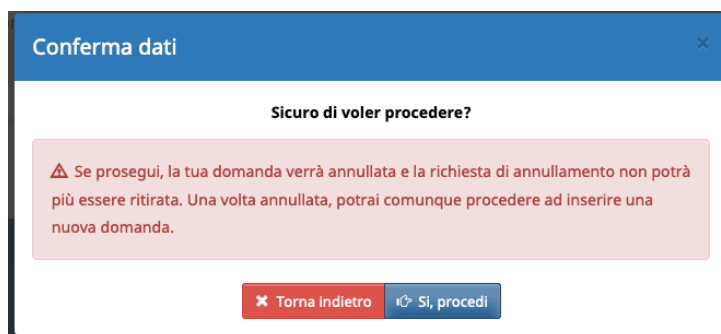 Conferma dati
×
Sicuro di voler procedere?
Se prosegui, la tua domanda verrà annullata e la richiesta di annullamento non potrà
più essere ritirata. Una volta annullata, potrai comunque procedere ad inserire una
nuova domanda.
Torna indietro
Si, procedi